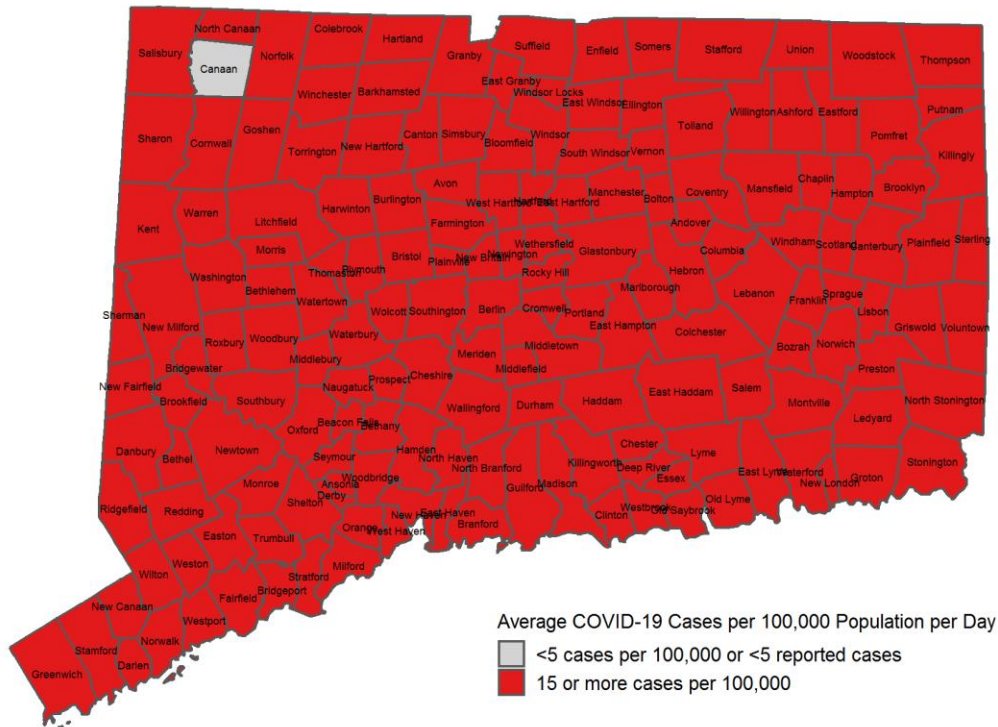 North Canaan
Colebrook
Hartland
Suffield
Enfield
Somers
Stafford
Union
Woodstock
Thompson
Salisbury
Norfolk
Granby
Canaan
East Granby
Windsor Locks
Winchester
Barkhamsted
East Windsor
Ellington
Willington
Ashford
Eastford
Putnam
Sharon
Cornwall
Goshen
Torrington
New Hartford
Canton
Simsbury
Bloomfield
Windsor
South Windsor
Vernon
Tolland
Pomfret
Killingly
Avon
Burlington
West Hartford
Hartford
East Hartford
Manchester
Bolton
Coventry
Mansfield
Chaplin
Hampton
Brooklyn
Kent
Warren
Litchfield
Harwinton
Farmington
Andover
Morris
Bristol
Plainville
New Britain
Newington
Wethersfield
Glastonbury
Columbia
Windham
Scotland
Canterbury
Plainfield
Sterling
Washington
Bethlehem
Thomaston
Plymouth
Rocky Hill
Hebron
Marlborough
Lebanon
Franklin
Sprague
Lisbon
Sherman
New Milford
Watertown
Wolcott
Southington
Berlin
Cromwell
Portland
East Hampton
Colchester
Griswold
Voluntown
Roxbury
Woodbury
Waterbury
Middlebury
Middletown
Bozrah
Norwich
Bridgewater
Meriden
Middlefield
Preston
New Fairfield
Brookfield
Southbury
Naugatuck
Prospect
Cheshire
Wallingford
Durham
Haddam
East Haddam
Salem
Montville
Ledyard
North Stonington
Oxford
Beacon Falls
Bethany
Danbury
Bethel
Newtown
Seymour
Woodbridge
Hamden
North Haven
North Branford
Guilford
Madison
Killingworth
Chester
Deep River
Essex
Lyme
East Lyme
Waterford
New London
Groton
Stonington
Monroe
Shelton
Ansonia
Derby
Ridgefield
Redding
Easton
Trumbull
Orange
New Haven
West Haven
East Haven
Branford
Clinton
Westbrook
Old Saybrook
Old Lyme
Wilton
Weston
Stratford
Milford
New Canaan
Westport
Fairfield
Bridgeport
Greenwich
Stamford
Darien
Norwalk
Average COVID-19 Cases per 100,000 Population per Day
<5 cases per 100,000 or <5 reported cases
15 or more cases per 100,000